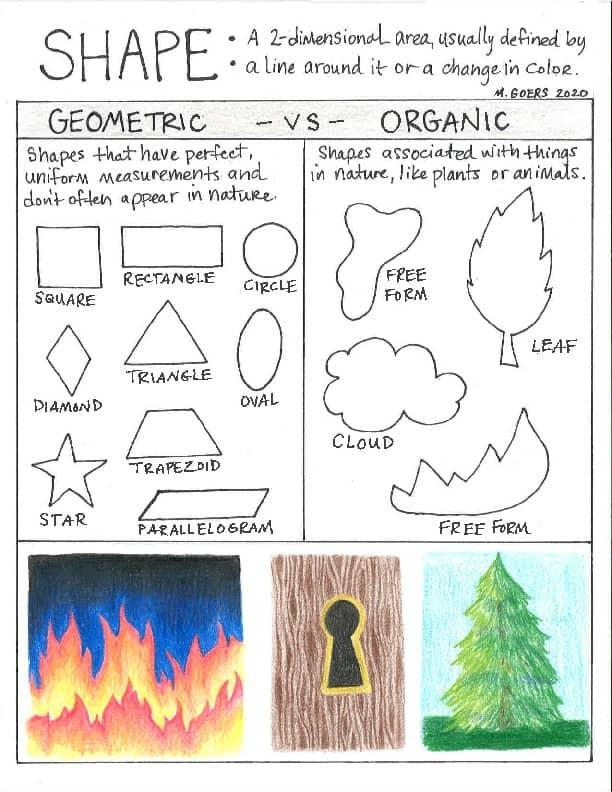 SHAPE
• A 2-dimensional area, usually defined by
• a line around it or a change in color.
M. GOERS 2020
GEOMETRIC - VS - ORGANIC
Shapes that have perfect,
uniform measurements and
don't often appear in nature.
SQUARE
RECTANGLE
CIRCLE
DIAMOND
TRIANGLE
OVAL
STAR
TRAPEZOID
PARALLELOGRAM
Shapes associated with things
in nature, like plants or animals.
FREE
FORM
LEAF
CLOUD
FREE FORM